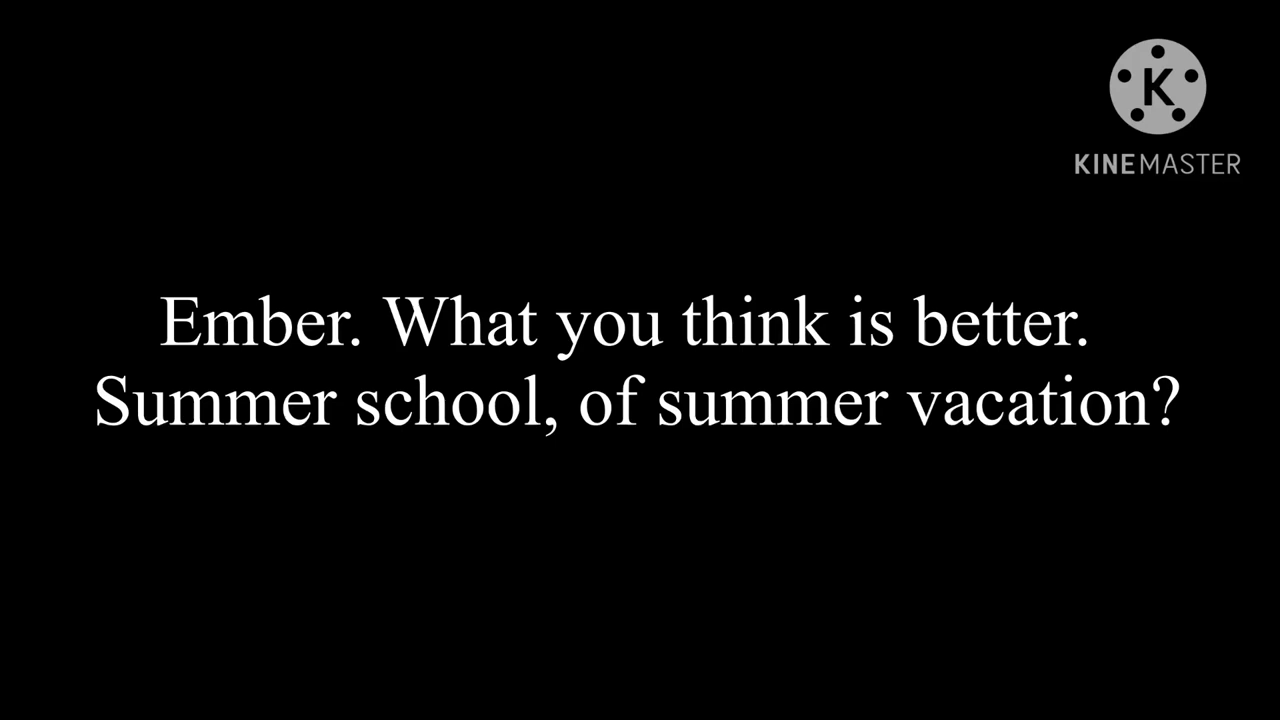 K
KINEMASTER
Ember. What you think is better.
Summer school, of summer vacation?